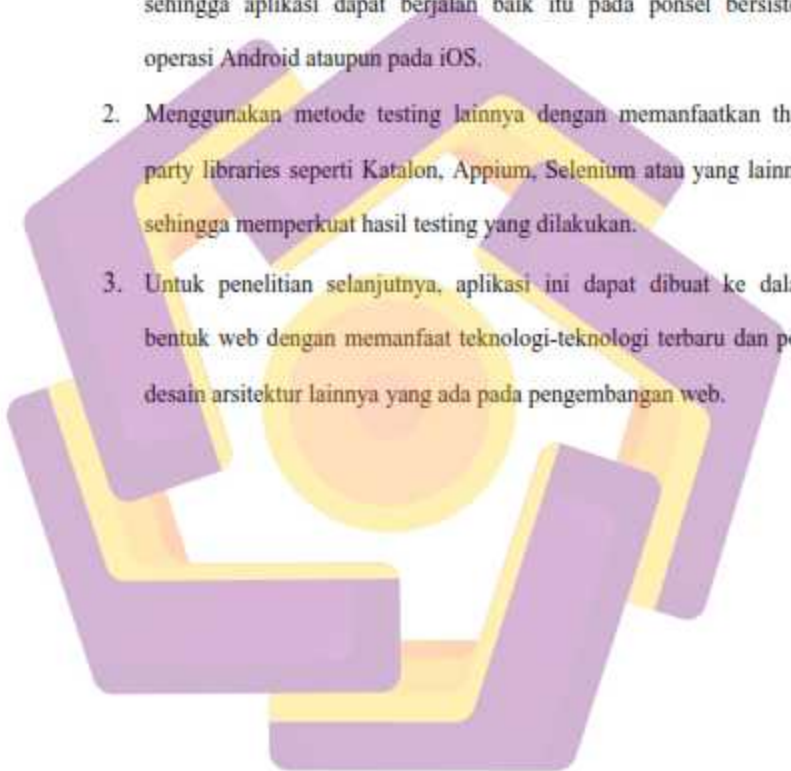 sehingga aplikasi dapat berjalan baik itu pada ponsel bersiste
operasi Android ataupun pada iOS.
2. Menggunakan metode testing lainnya dengan memanfaatkan th
party libraries seperti Katalon, Appium, Selenium atau yang lainn
sehingga memperkuat hasil testing yang dilakukan.
3. Untuk penelitian selanjutnya, aplikasi ini dapat dibuat ke dala
bentuk web dengan memanfaat teknologi-teknologi terbaru dan po
desain arsitektur lainnya yang ada pada pengembangan web.